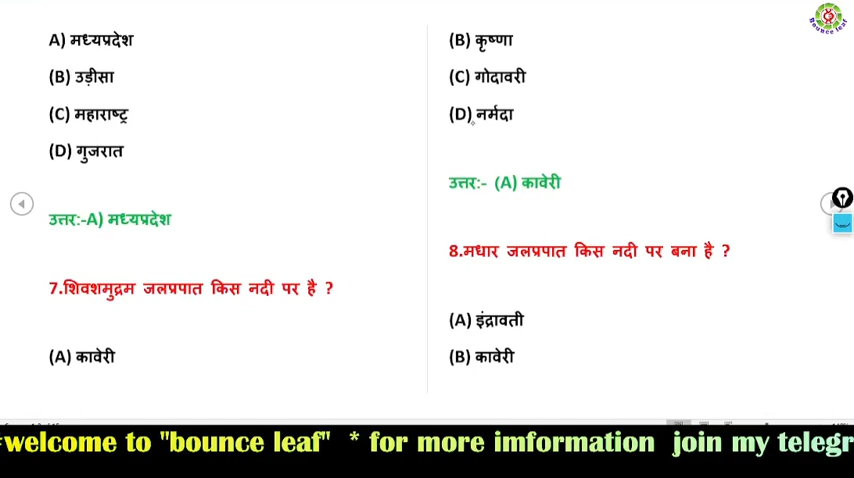 A) मध्यप्रदेश
(B) उड़ीसा
(C) महाराष्ट्र
(D) गुजरात
उत्तर:-A) मध्यप्रदेश
7.शिवशमुद्रम जलप्रपात किस नदी पर है ?
(A) कावेरी
(B) कृष्णा
(C) गोदावरी
(D) नर्मदा
उत्तर:- (A) कावेरी
8.मधार जलप्रपात किस नदी पर बना है ?
(A) इंद्रावती
(B) कावेरी
Bounce leaf
welcome to "bounce leaf" * for more imformation join my telegr